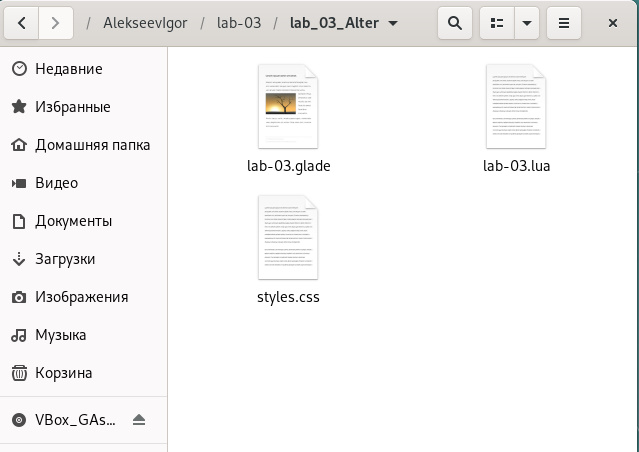 / AlekseevIgor / lab-03 / lab_03_Alter
Недавние
Избранные
Домашняя папка
Видео
Документы
Загрузки
Изображения
Музыка
Корзина
VBox_GAs...
lab-03.glade
lab-03.lua
styles.css